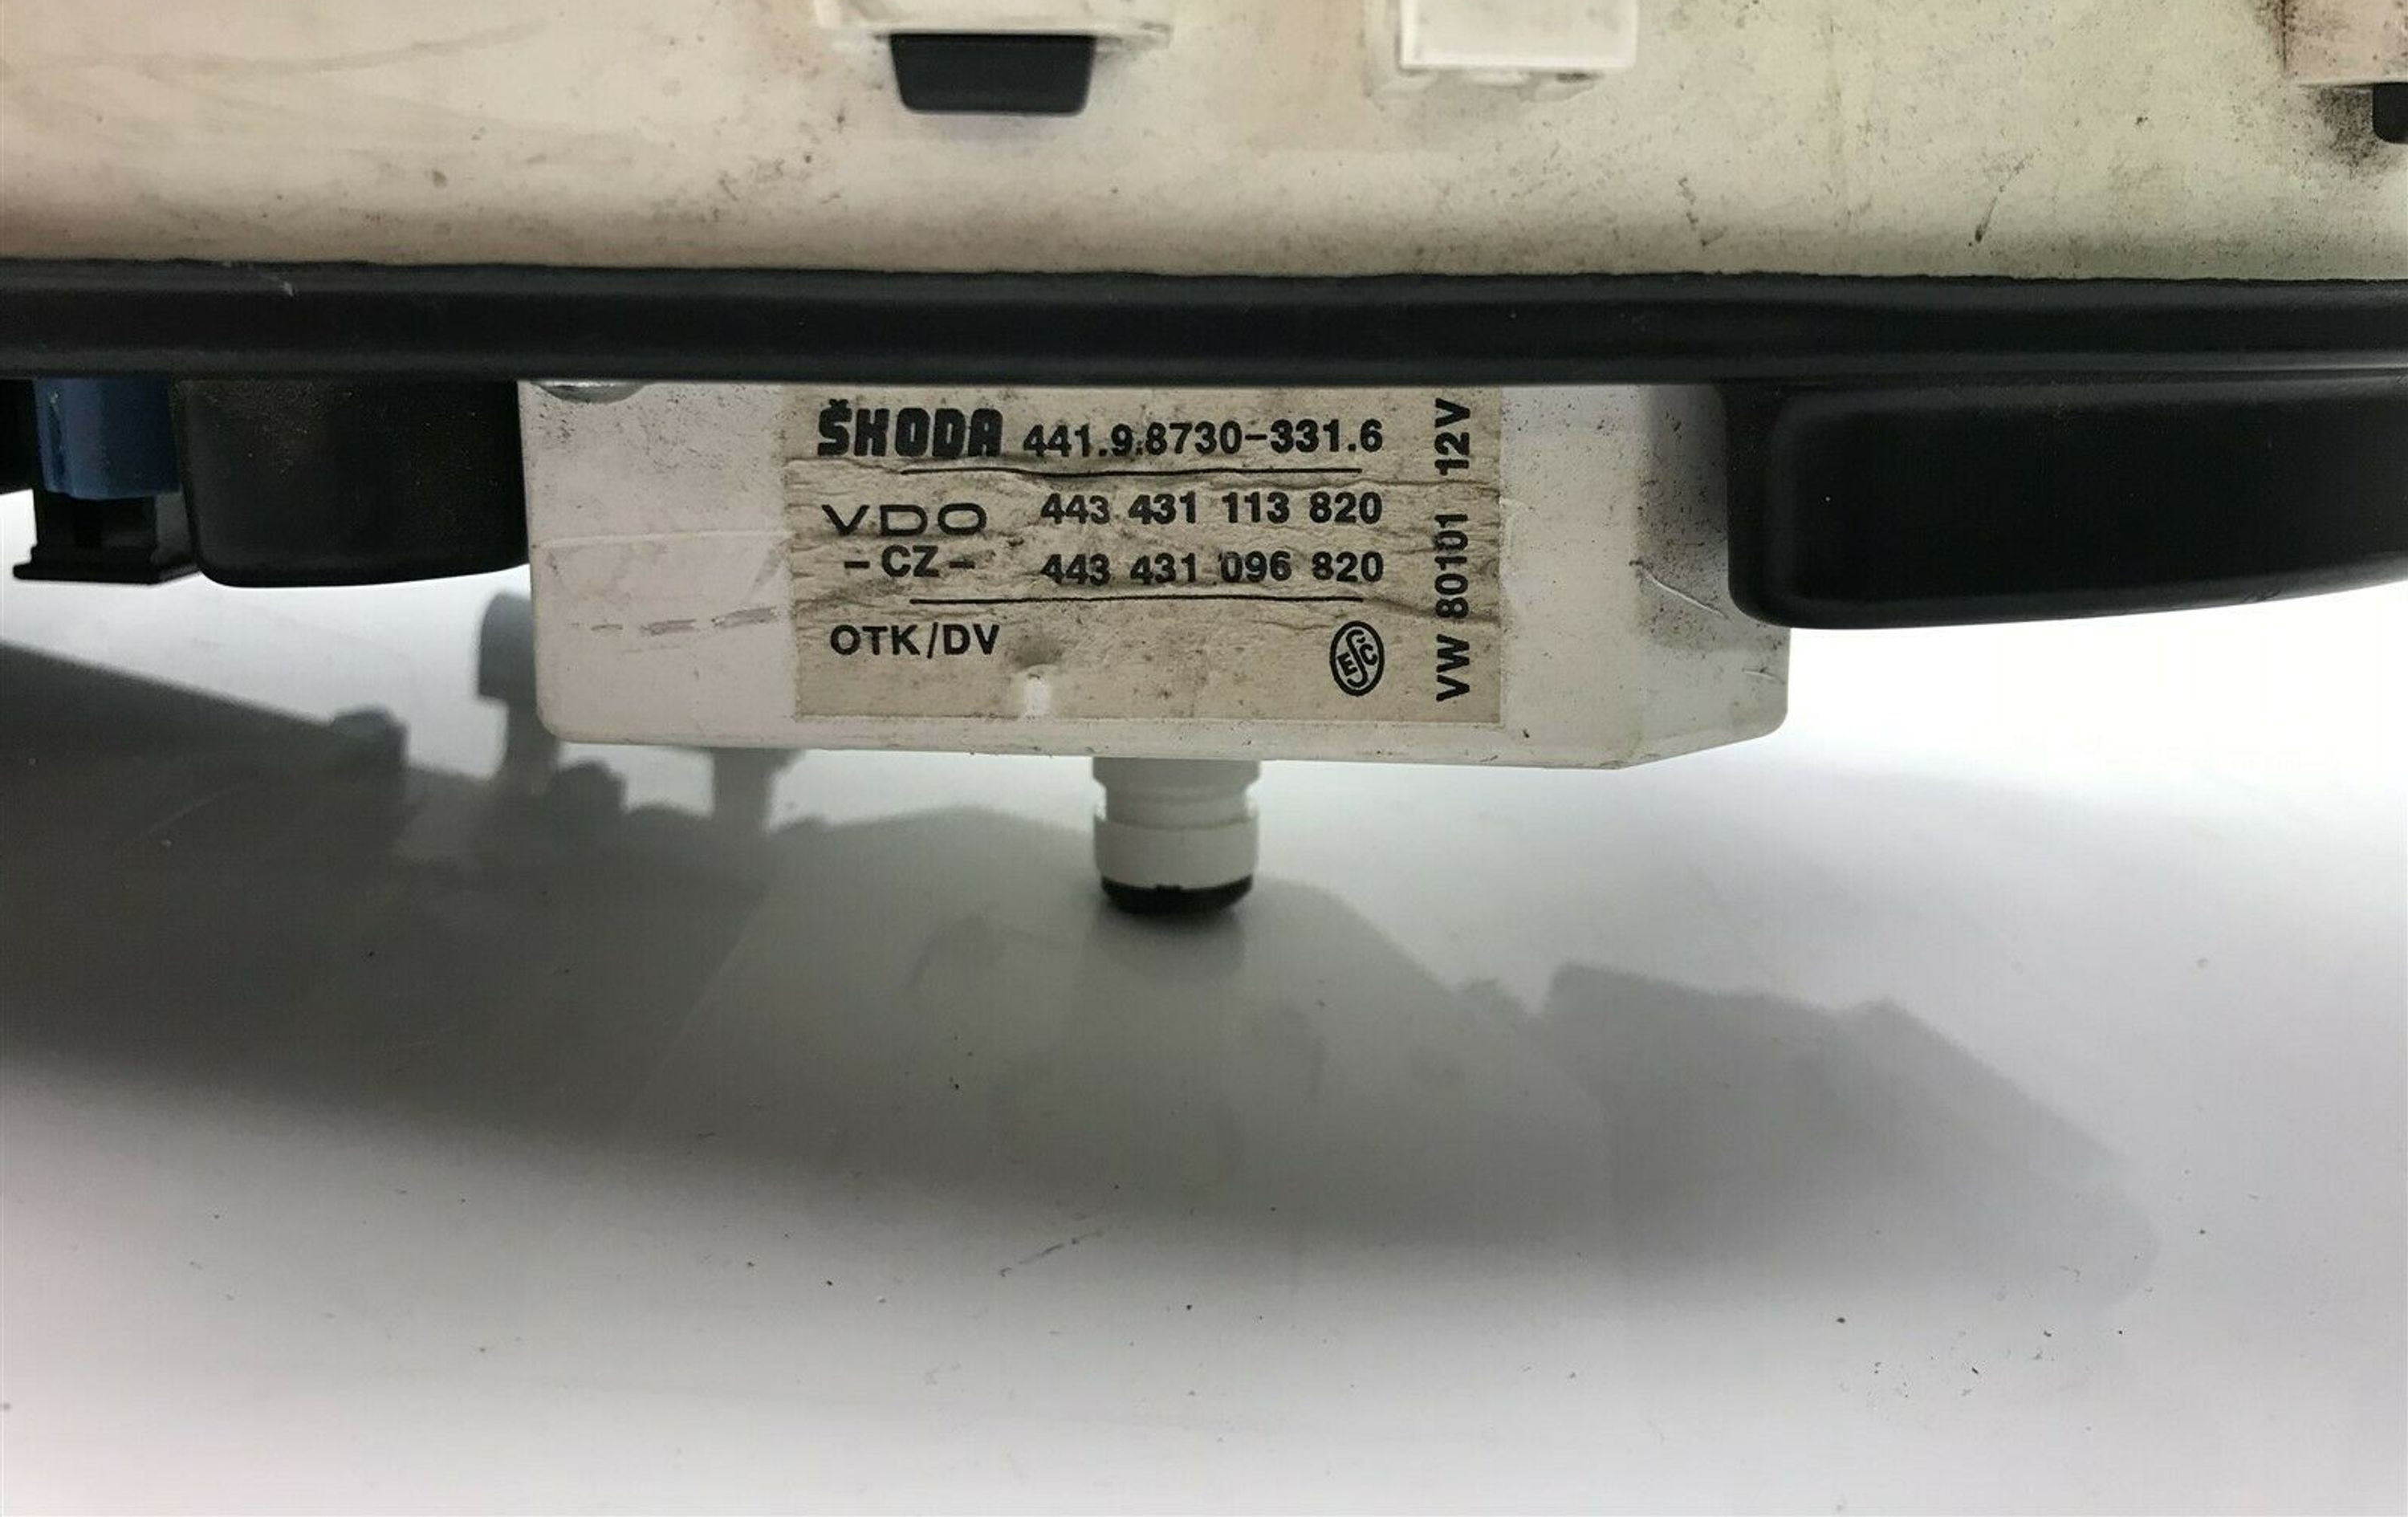 ŠKODA 441.9.8730-331.6
VDO 443 431 113 820
-CZ- 443 431 096 820
OTK/DV
ESČ
VW 80101 12V